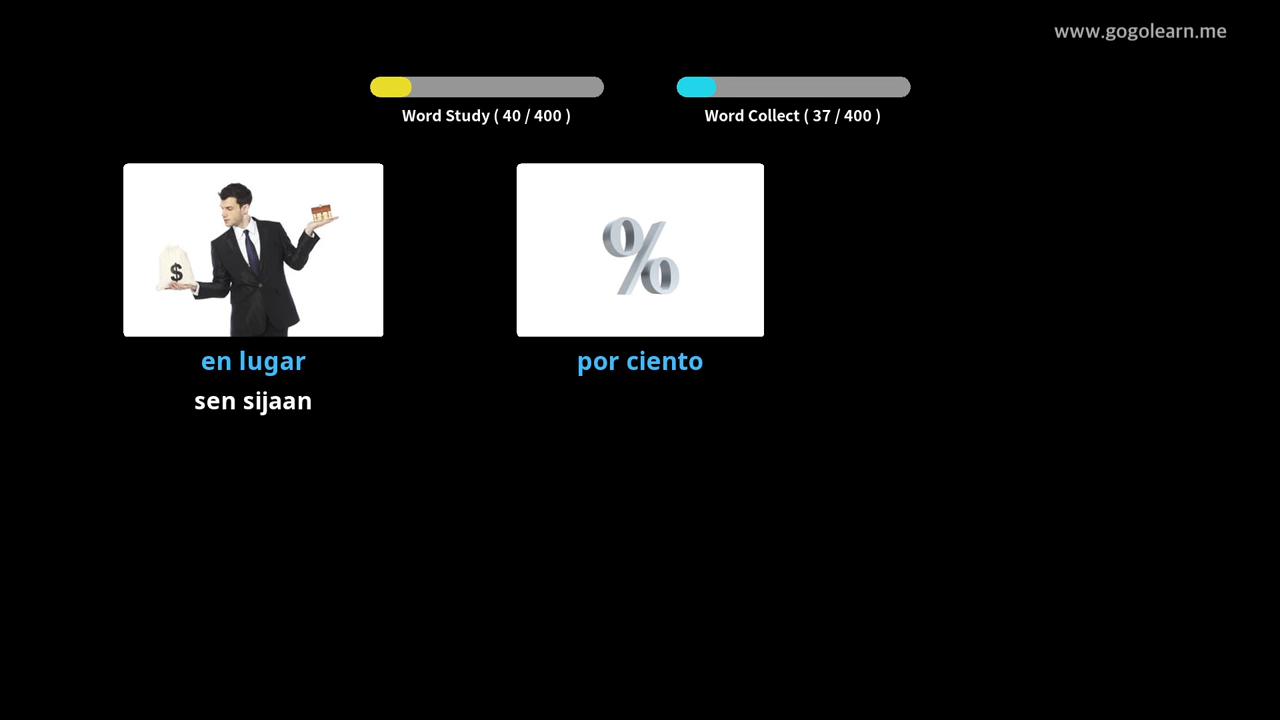 www.gogolearn.me
Word Study ( 40 / 400 )
Word Collect ( 37 / 400 )
$
%
en lugar
por ciento
sen sijaan